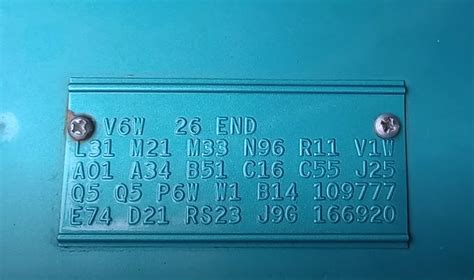 V6W 26 END
L31 M21 M33 N96 R11 V1W
A01 A34 B51 C16 C55 J25
Q5 Q5 P6W W1 B14 109777
E74 D21 RS23 J9G 166920